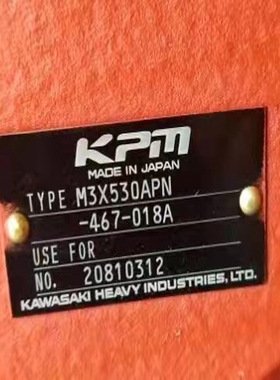 KPM
MADE IN JAPAN
TYPE M3X530APN
-467-018A
USE FOR
NO. 20810312
KAWASAKI HEAVY INDUSTRIES, LTD.